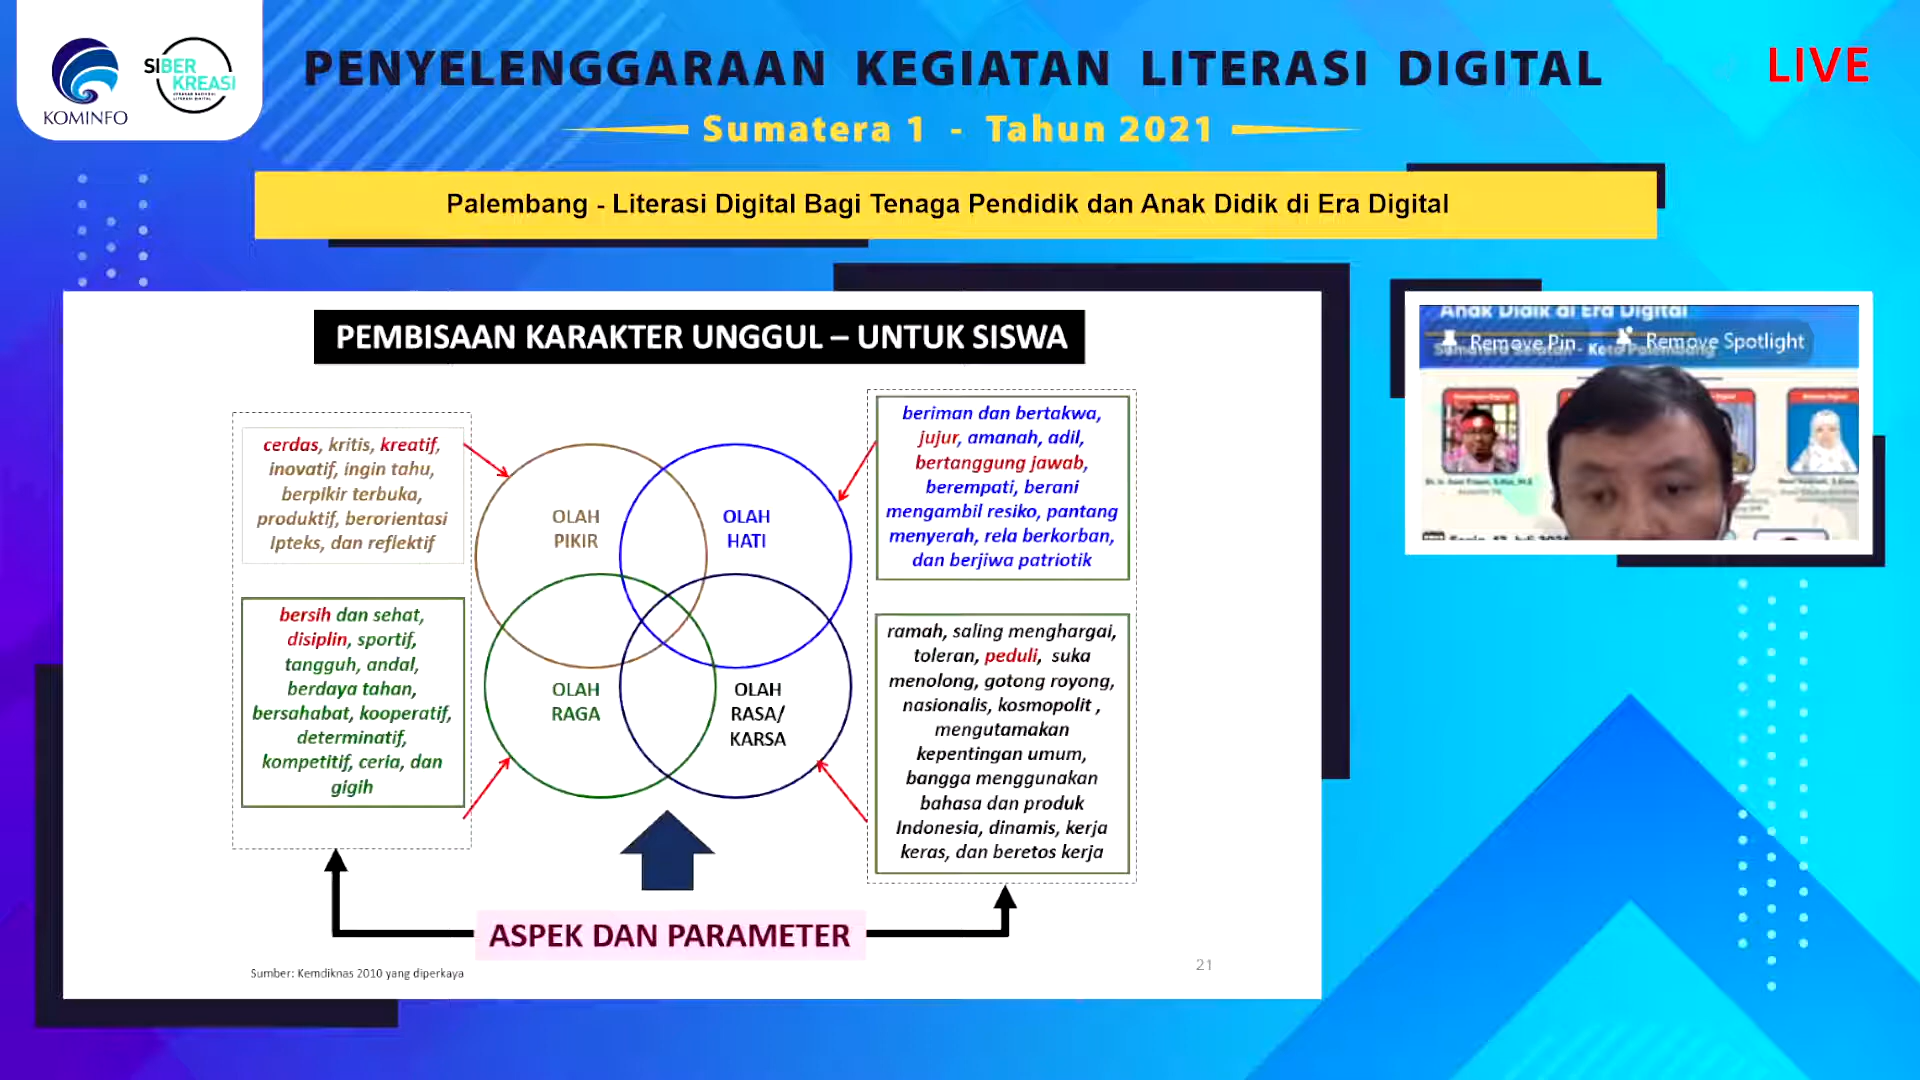 KOMINFO
SIBER
KREASI
PENYELENGGARAAN KEGIATAN LITERASI DIGITAL
LIVE
Sumatera 1 - Tahun 2021
Palembang - Literasi Digital Bagi Tenaga Pendidik dan Anak Didik di Era Digital
PEMBISAAN KARAKTER UNGGUL – UNTUK SISWA
cerdas, kritis, kreatif,
inovatif, ingin tahu,
berpikir terbuka,
produktif, berorientasi
Ipteks, dan reflektif
bersih dan sehat,
disiplin, sportif,
tangguh, andal,
berdaya tahan,
bersahabat, kooperatif,
determinatif,
kompetitif, ceria, dan
gigih
OLAH
PIKIR
OLAH
HATI
OLAH
RAGA
OLAH
RASA/
KARSA
beriman dan bertakwa,
jujur, amanah, adil,
bertanggung jawab,
berempati, berani
mengambil resiko, pantang
menyerah, rela berkorban,
dan berjiwa patriotik
ramah, saling menghargai,
toleran, peduli, suka
menolong, gotong royong,
nasionalis, kosmopolit ,
mengutamakan
kepentingan umum,
bangga menggunakan
bahasa dan produk
Indonesia, dinamis, kerja
keras, dan beretos kerja
ASPEK DAN PARAMETER
Sumber: Kemdiknas 2010 yang diperkaya
21
Anak Didik di Era Digital
Remove Pin
Remove Spotlight
Sumatera Selatan - Kota Palembang